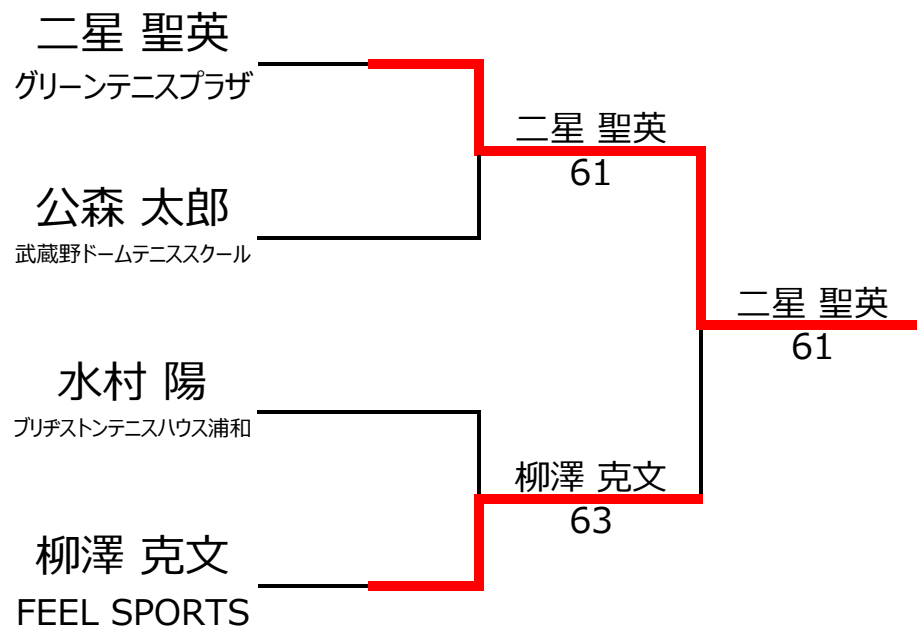 二星 聖英
グリーンテニスプラザ
二星 聖英
61
公森 太郎
武蔵野ドームテニススクール
二星 聖英
61
水村 陽
ブリヂストンテニスハウス浦和
柳澤 克文
63
柳澤 克文
FEEL SPORTS